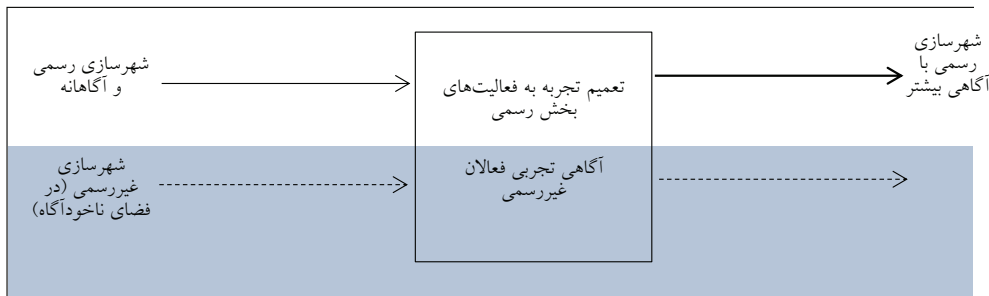 شهرسازی رسمی
و آگاهانه
تعمیم تجربه به فعالیت‌های
بخش رسمی
شهرسازی
رسمی با
آگاهی بیشتر
شهرسازی
غیررسمی (در
فضای ناخودآگاه)
آگاهی تجربی فعالان
غیررسمی